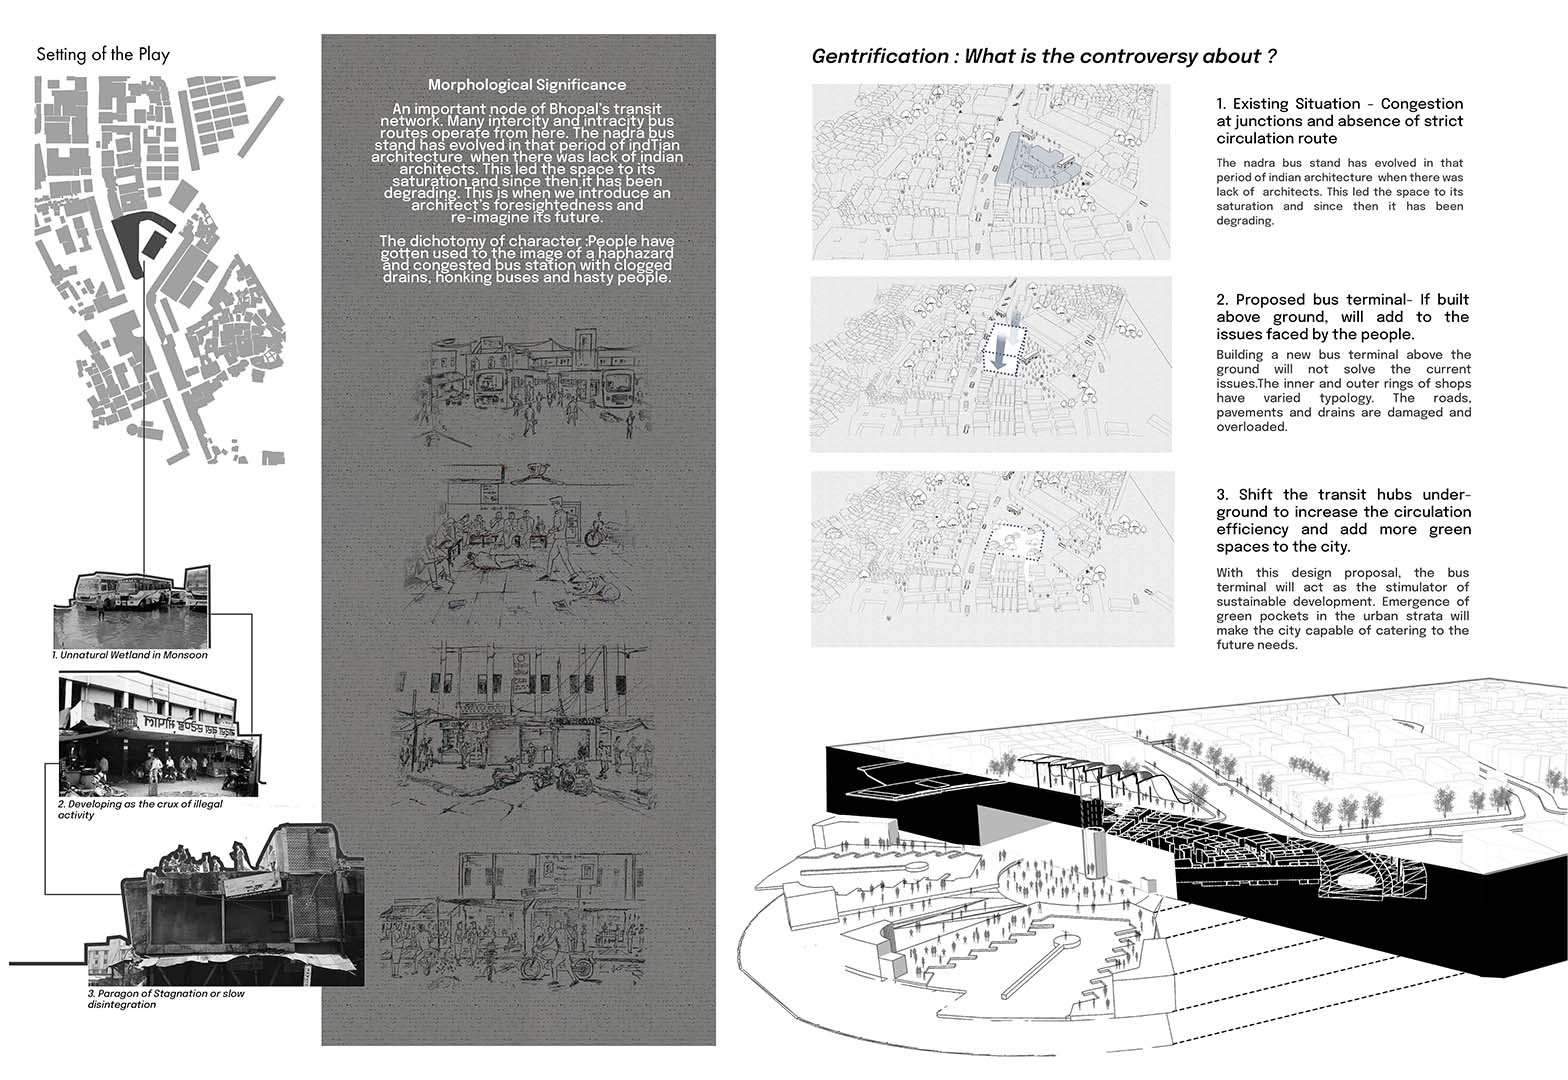 Setting of the Play
1. Unnatural Wetland in Monsoon
2. Developing as the crux of illegal
activity
3. Paragon of Stagnation or slow
disintegration
Morphological Significance
An important node of Bhopal's transit
network. Many intercity and intracity bus
routes operate from here. The nadra bus
stand has evolved in that period of indTian
architecture when there was lack of indian
architects. This led the space to its
saturation and since then it has been
degrading. This is when we introduce an
architect's foresightedness and
re-imagine its future.
The dichotomy of character :People have
gotten used to the image of a haphazard
and congested bus station with clogged
drains, honking buses and hasty people.
Gentrification : What is the controversy about ?
1. Existing Situation - Congestion
at junctions and absence of strict
circulation route
The nadra bus stand has evolved in that
period of indian architecture when there was
lack of architects. This led the space to its
saturation and since then it has been
degrading.
2. Proposed bus terminal- If built
above ground, will add to the
issues faced by the people.
Building a new bus terminal above the
ground will not solve the current
issues.The inner and outer rings of shops
have varied typology. The roads,
pavements and drains are damaged and
overloaded.
3. Shift the transit hubs under-
ground to increase the circulation
efficiency and add more green
spaces to the city.
With this design proposal, the bus
terminal will act as the stimulator of
sustainable development. Emergence of
green pockets in the urban strata will
make the city capable of catering to the
future needs.